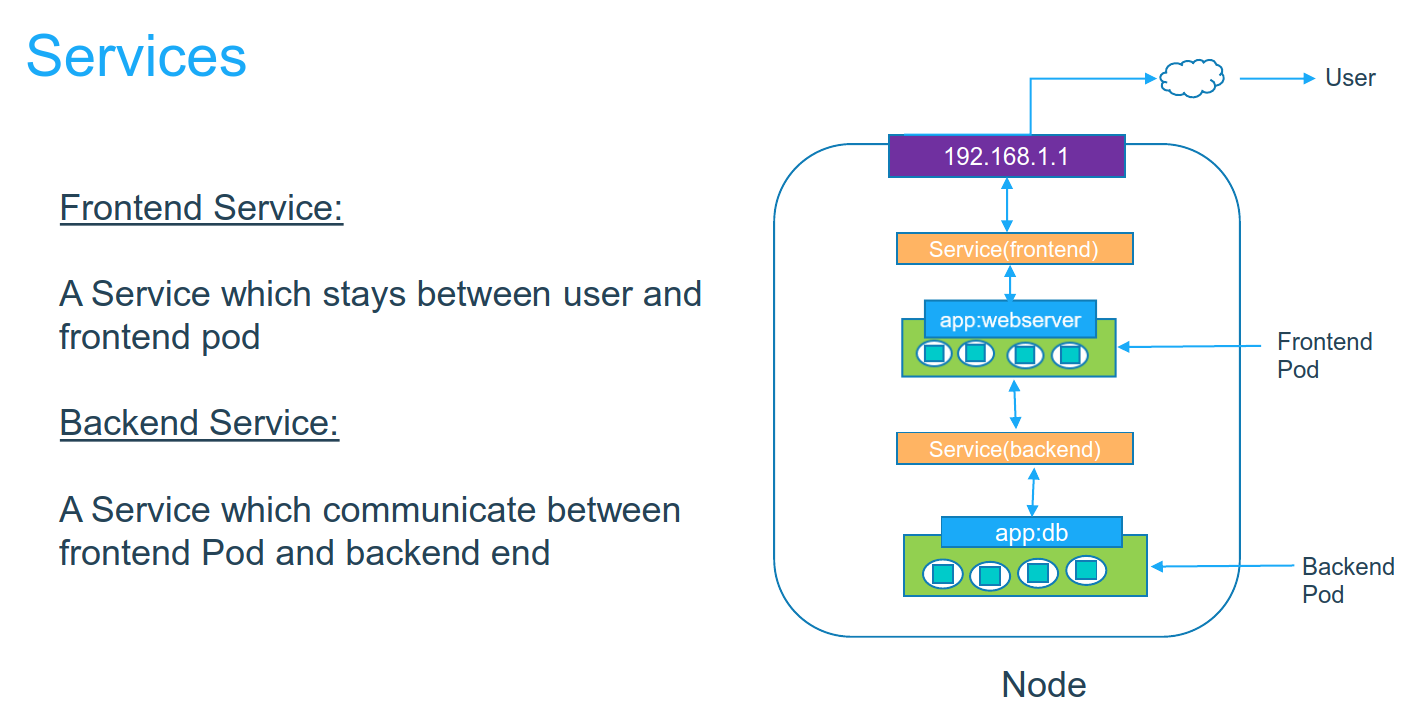 Services
Frontend Service:
A Service which stays between user and
frontend pod
Backend Service:
A Service which communicate between
frontend Pod and backend end
User
192.168.1.1
Service(frontend)
app:webserver
Frontend
Pod
Service(backend)
app:db
Backend
Pod
Node